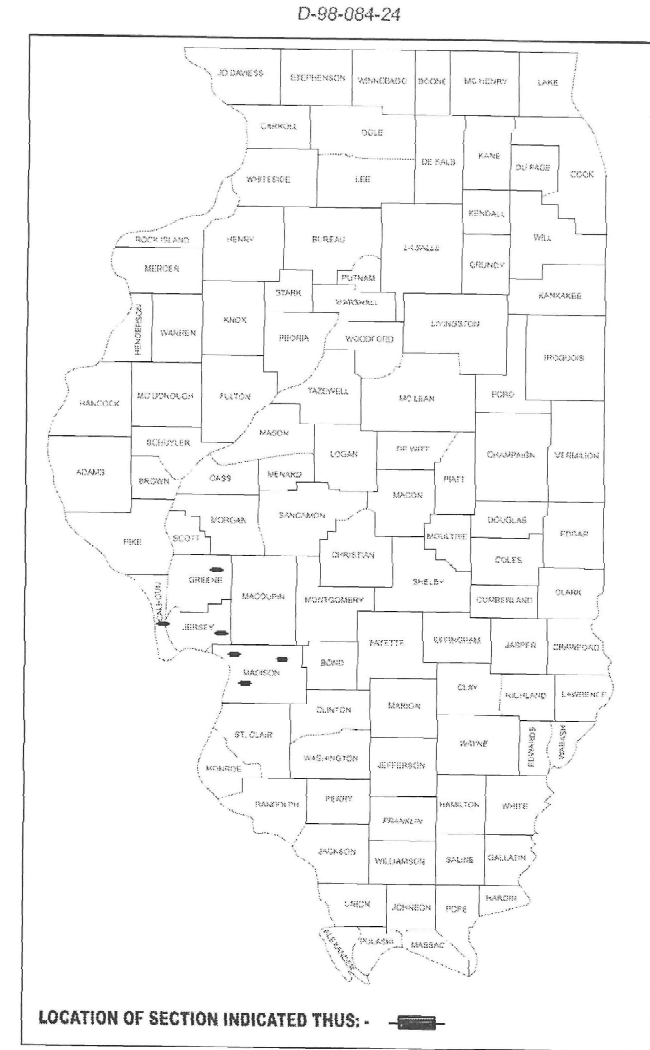 D-98-084-24
JO DAVIESS STEPHENSON WINNEBAGO BOONE MC HENRY LAKE
CARROLL OGLE
DE KALB KANE DU PAGE COOK
WHITESIDE LEE
KENDALL
ROCK ISLAND HENRY BUREAU LA SALLE WILL
MERCER GRUNDY
PUTNAM
STARK MARSHALL KANKAKEE
HENDERSON WARREN KNOX PEORIA WOODFORD LIVINGSTON
IROQUOIS
HANCOCK MC DONOUGH FULTON TAZEWELL MC LEAN FORD
MASON
SCHUYLER LOGAN DE WITT CHAMPAIGN VERMILION
ADAMS BROWN CASS MENARD PIATT
MACON
MORGAN SANGAMON DOUGLAS
PIKE SCOTT CHRISTIAN MOULTRIE COLES EDGAR
GREENE MACOUPIN MONTGOMERY SHELBY CUMBERLAND CLARK
CALHOUN
JERSEY FAYETTE EFFINGHAM JASPER CRAWFORD
BOND
MADISON CLAY RICHLAND LAWRENCE
CLINTON MARION
ST. CLAIR WAYNE EDWARDS WABASH
WASHINGTON JEFFERSON
MONROE
RANDOLPH PERRY HAMILTON WHITE
FRANKLIN
JACKSON WILLIAMSON SALINE GALLATIN
UNION JOHNSON POPE HARDIN
ALEXANDER PULASKI MASSAC
LOCATION OF SECTION INDICATED THUS: -